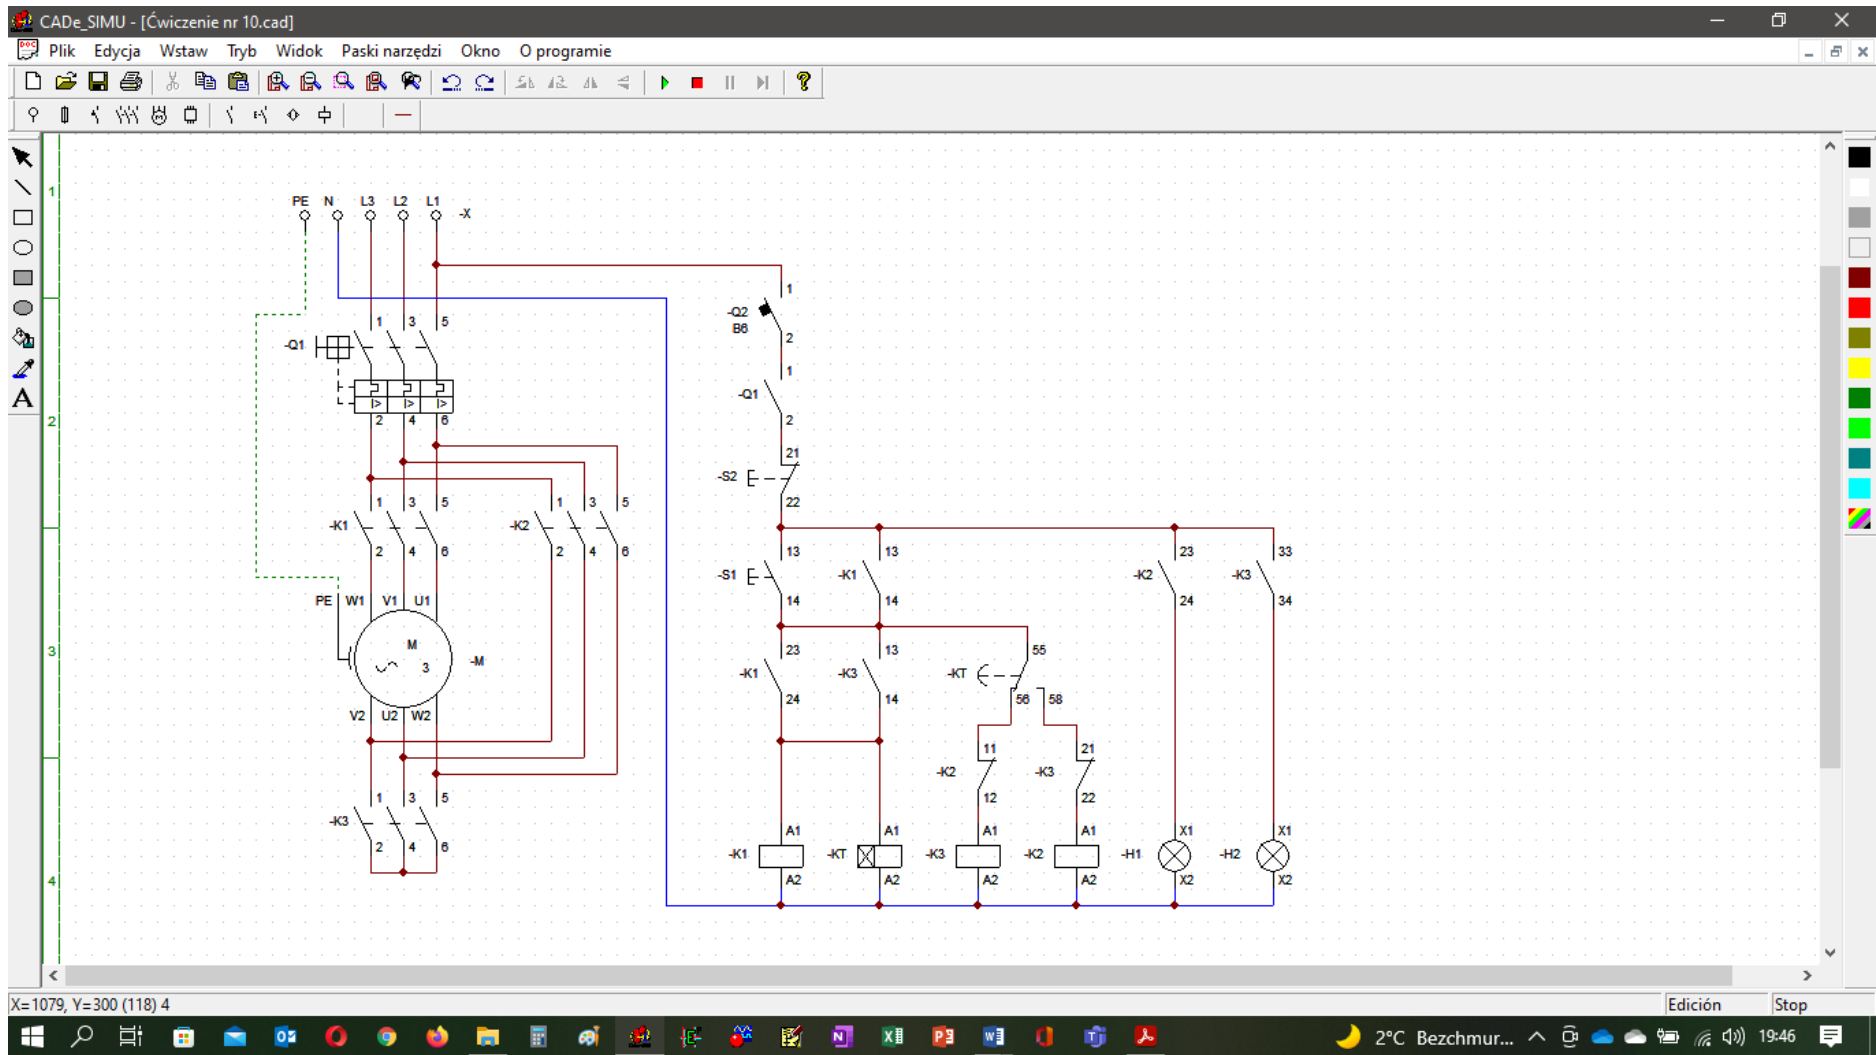 CADe_SIMU - [Ćwiczenie nr 10.cad]
Plik Edycja Wstaw Tryb Widok Paski narzędzi Okno O programie
1
PE N L3 L2 L1 -X
1
-Q2
B6
2
1 3 5
-Q1
I> I> I>
2 4 6
1
-Q1
2
2
21
-S2
22
1 3 5 1 3 5
-K1 -K2
2 4 6 2 4 6
13 13 23 33
-S1 -K1 -K2 -K3
14 14 24 34
PE W1 V1 U1
M
3
-M
V2 U2 W2
3
23 13 55
-K1 -K3 -KT
24 14 56 58
11 21
-K2 -K3
12 22
1 3 5
-K3
2 4 6
A1 A1 A1 A1 X1 X1
-K1 -KT -K3 -K2 -H1 -H2
A2 A2 A2 A2 X2 X2
4
X=1079, Y=300 (118) 4 Edición Stop
2°C Bezchmur... 19:46